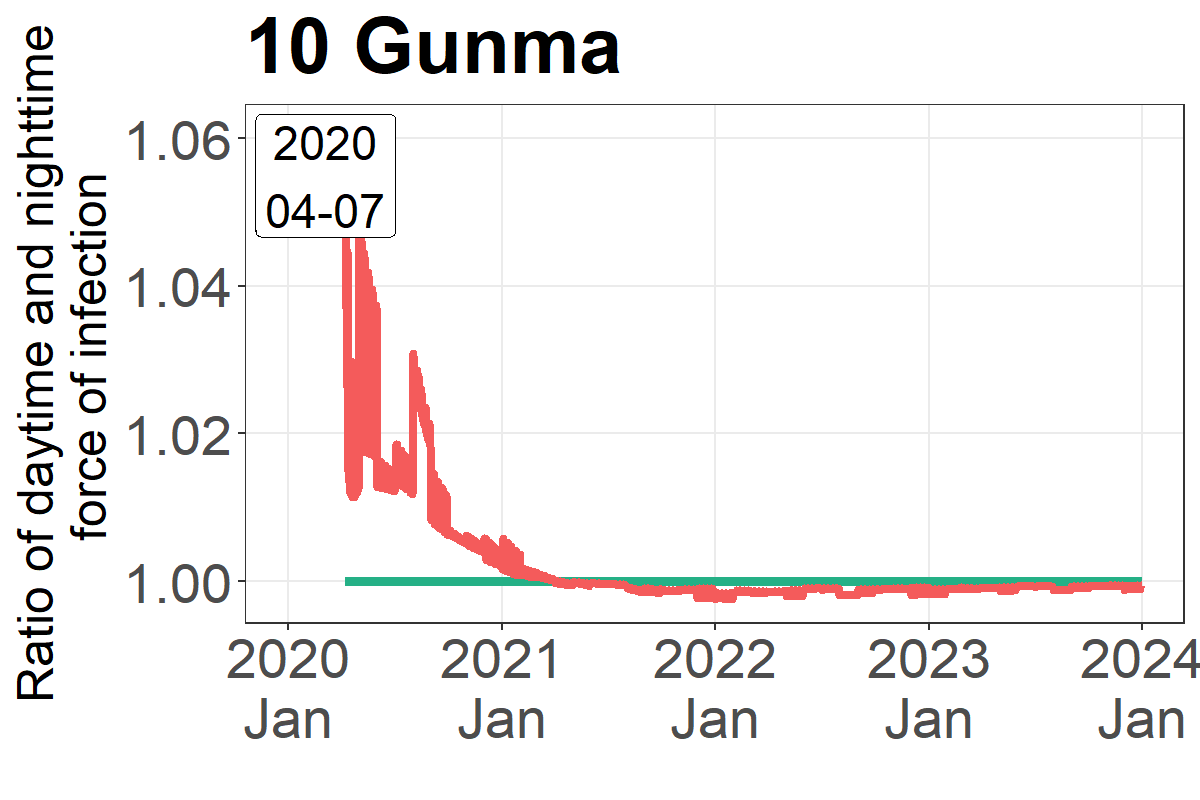 10 Gunma
Ratio of daytime and nighttime
force of infection
1.06
1.04
1.02
1.00
2020
04-07
2020
Jan
2021
Jan
2022
Jan
2023
Jan
2024
Jan